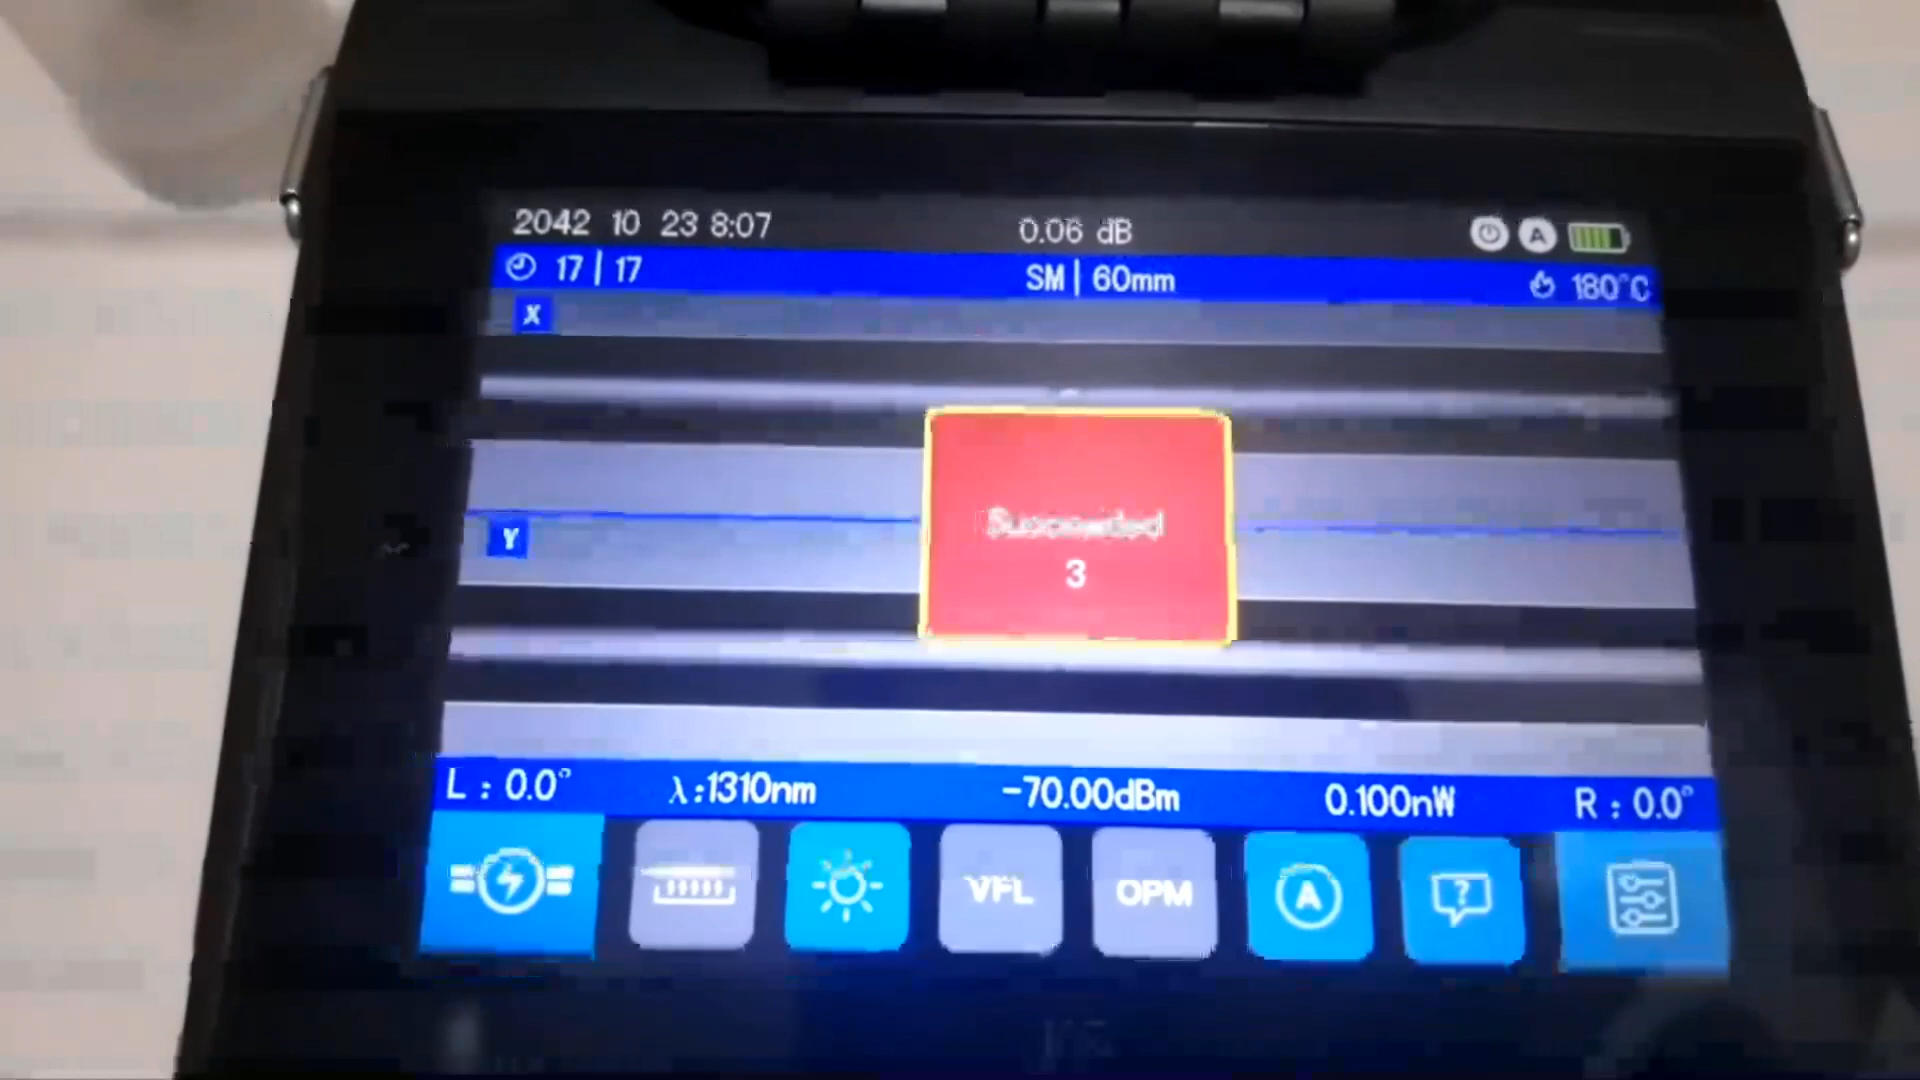 2042 10 23 8:07 0.06 dB A
17 | 17 SM | 60mm 180°C
X
Succeeded
Y
3
L : 0.0° λ:1310nm -70.00dBm 0.100nW R : 0.0°
VFL OPM A ?